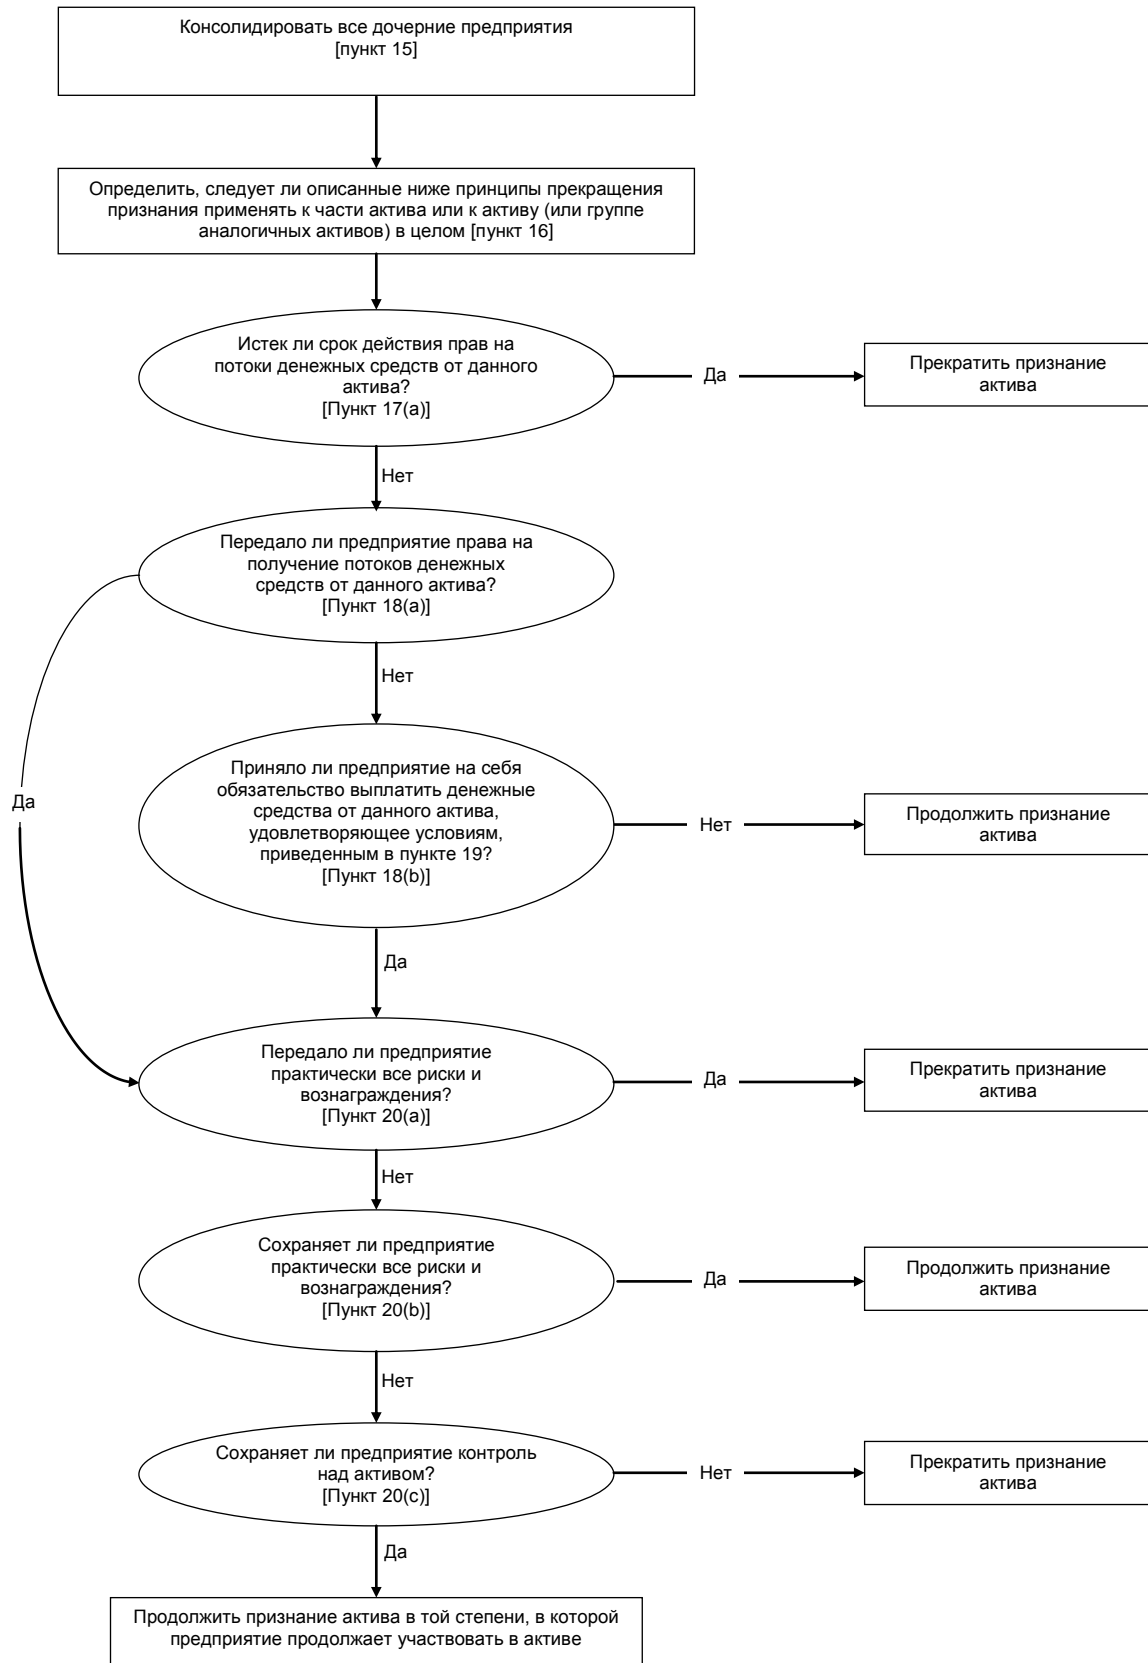 Консолидировать все дочерние предприятия
[пункт 15]
Определить, следует ли описанные ниже принципы прекращения
признания применять к части актива или к активу (или группе
аналогичных активов) в целом [пункт 16]
Истек ли срок действия прав на
потоки денежных средств от данного
актива?
[Пункт 17(a)]
Да
Прекратить признание
актива
Нет
Передало ли предприятие права на
получение потоков денежных
средств от данного актива?
[Пункт 18(a)]
Нет
Да
Приняло ли предприятие на себя
обязательство выплатить денежные
средства от данного актива,
удовлетворяющее условиям,
приведенным в пункте 19?
[Пункт 18(b)]
Нет
Продолжить признание
актива
Да
Передало ли предприятие
практически все риски и
вознаграждения?
[Пункт 20(a)]
Да
Прекратить признание
актива
Нет
Сохраняет ли предприятие
практически все риски и
вознаграждения?
[Пункт 20(b)]
Да
Продолжить признание
актива
Нет
Сохраняет ли предприятие контроль
над активом?
[Пункт 20(c)]
Нет
Прекратить признание
актива
Да
Продолжить признание актива в той степени, в которой
предприятие продолжает участвовать в активе